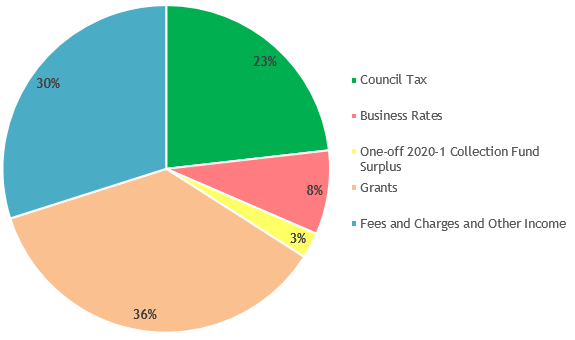 23%
30%
8%
3%
36%
Council Tax
Business Rates
One-off 2020-1 Collection Fund
Surplus
Grants
Fees and Charges and Other Income